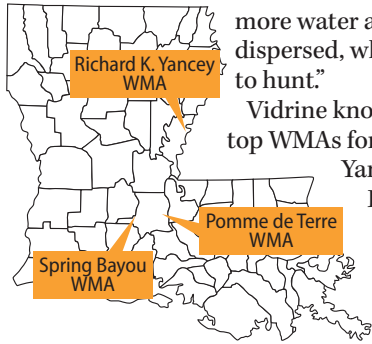 more water a
dispersed, wh
to hunt.”
Vidrine kno
top WMAs for
Yan
Richard K. Yancey
WMA
Pomme de Terre
WMA
Spring Bayou
WMA